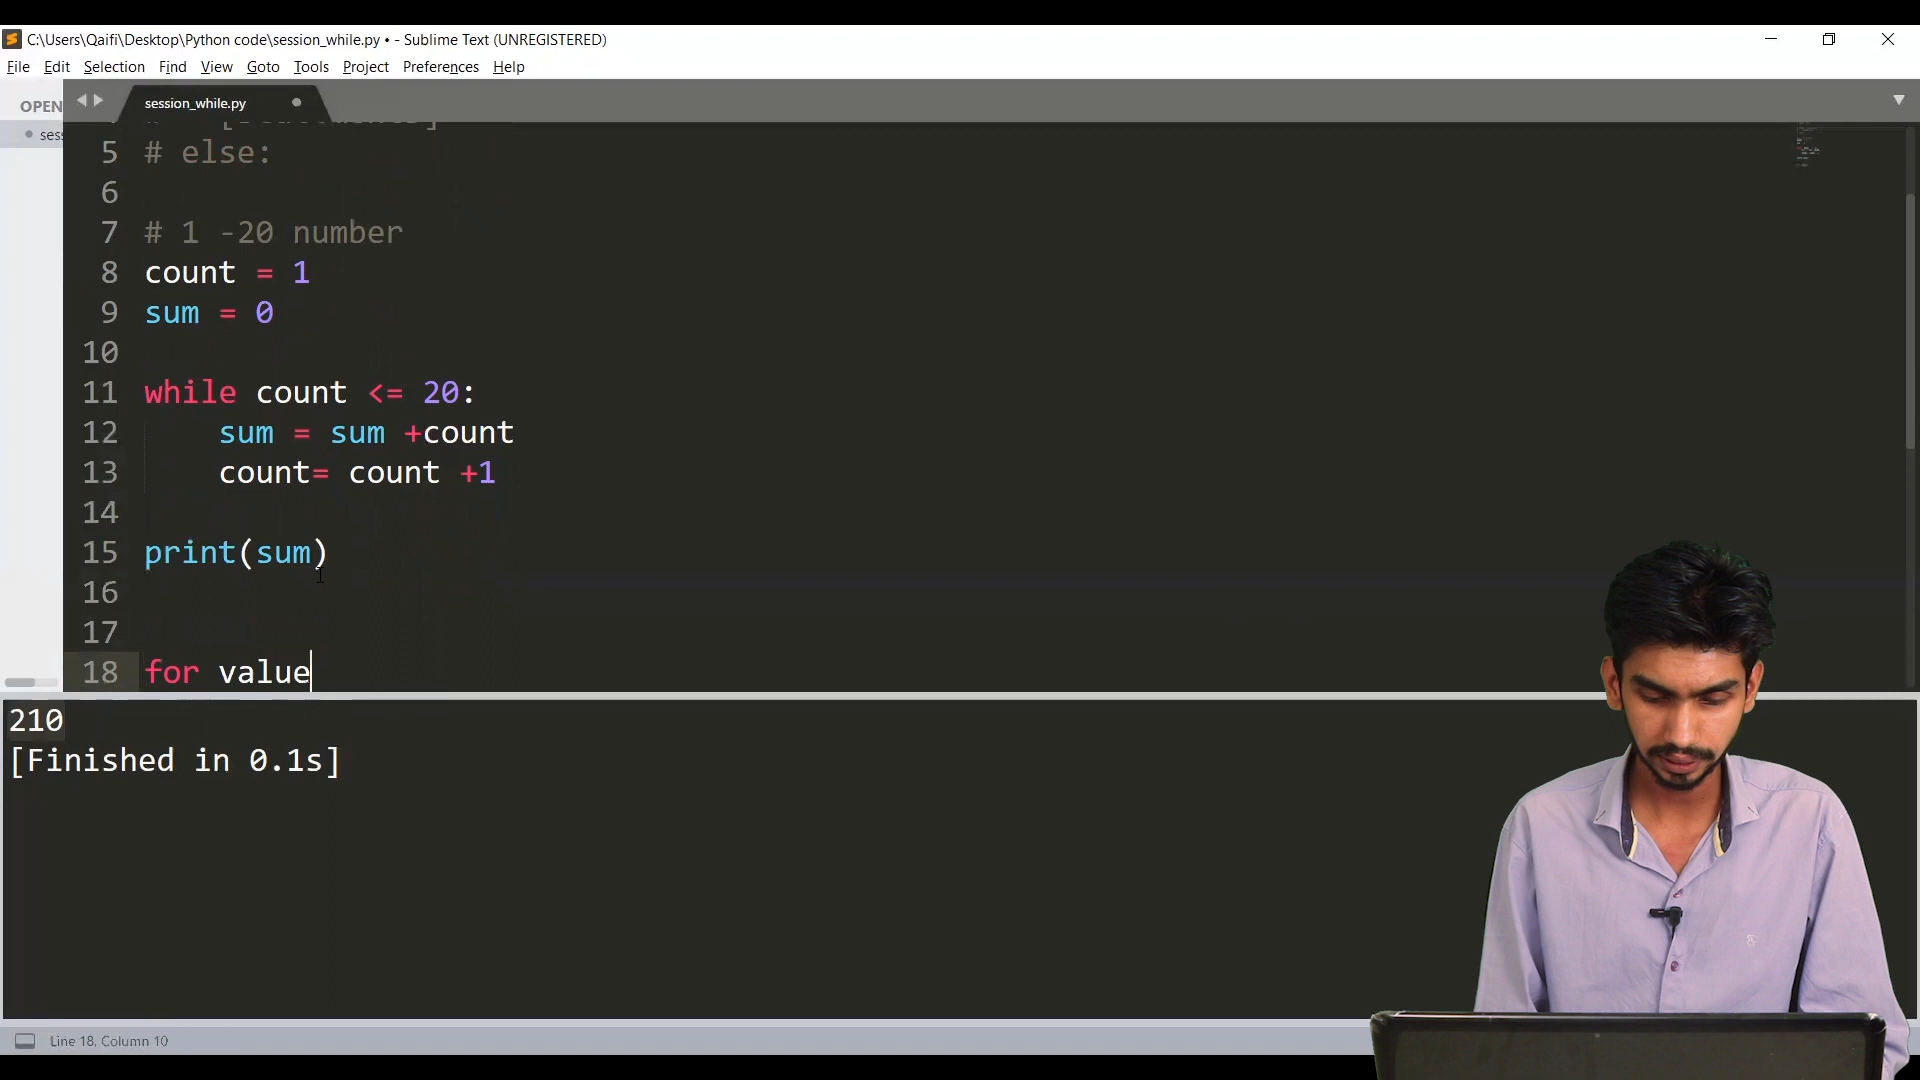 C:\Users\Qaifi\Desktop\Python code\session_while.py • - Sublime Text (UNREGISTERED)
File Edit Selection Find View Goto Tools Project Preferences Help
OPEN
session_while.py
sess
5 # else:
6
7 # 1 -20 number
8 count = 1
9 sum = 0
10
11 while count <= 20:
12 sum = sum +count
13 count= count +1
14
15 print(sum)
16
17
18 for value
210
[Finished in 0.1s]
Line 18, Column 10